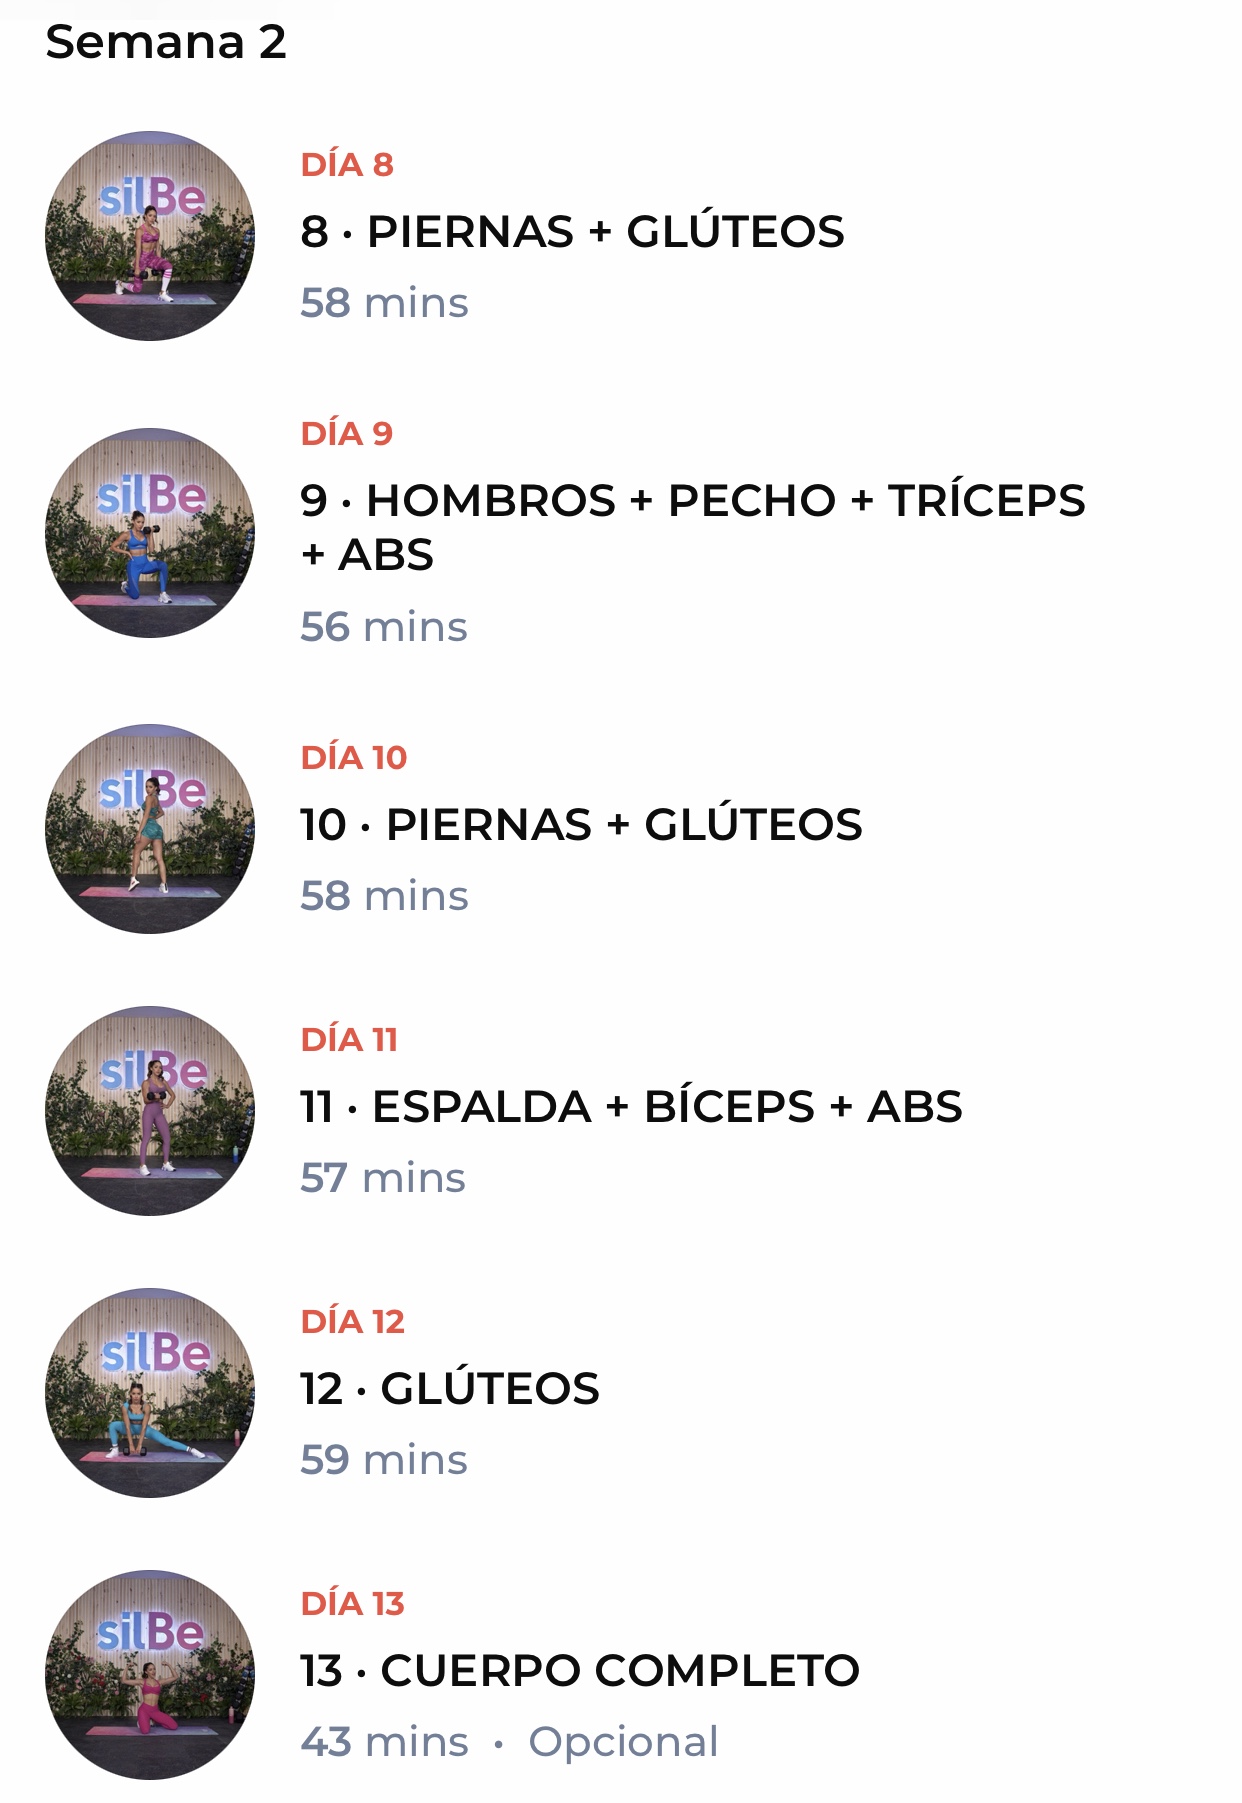 Semana 2
silBe
DÍA 8
8 · PIERNAS + GLÚTEOS
58 mins
silBe
DÍA 9
9 · HOMBROS + PECHO + TRÍCEPS
+ ABS
56 mins
silBe
DÍA 10
10 · PIERNAS + GLÚTEOS
58 mins
silBe
DÍA 11
11 · ESPALDA + BÍCEPS + ABS
57 mins
silBe
DÍA 12
12 · GLÚTEOS
59 mins
silBe
DÍA 13
13 · CUERPO COMPLETO
43 mins · Opcional